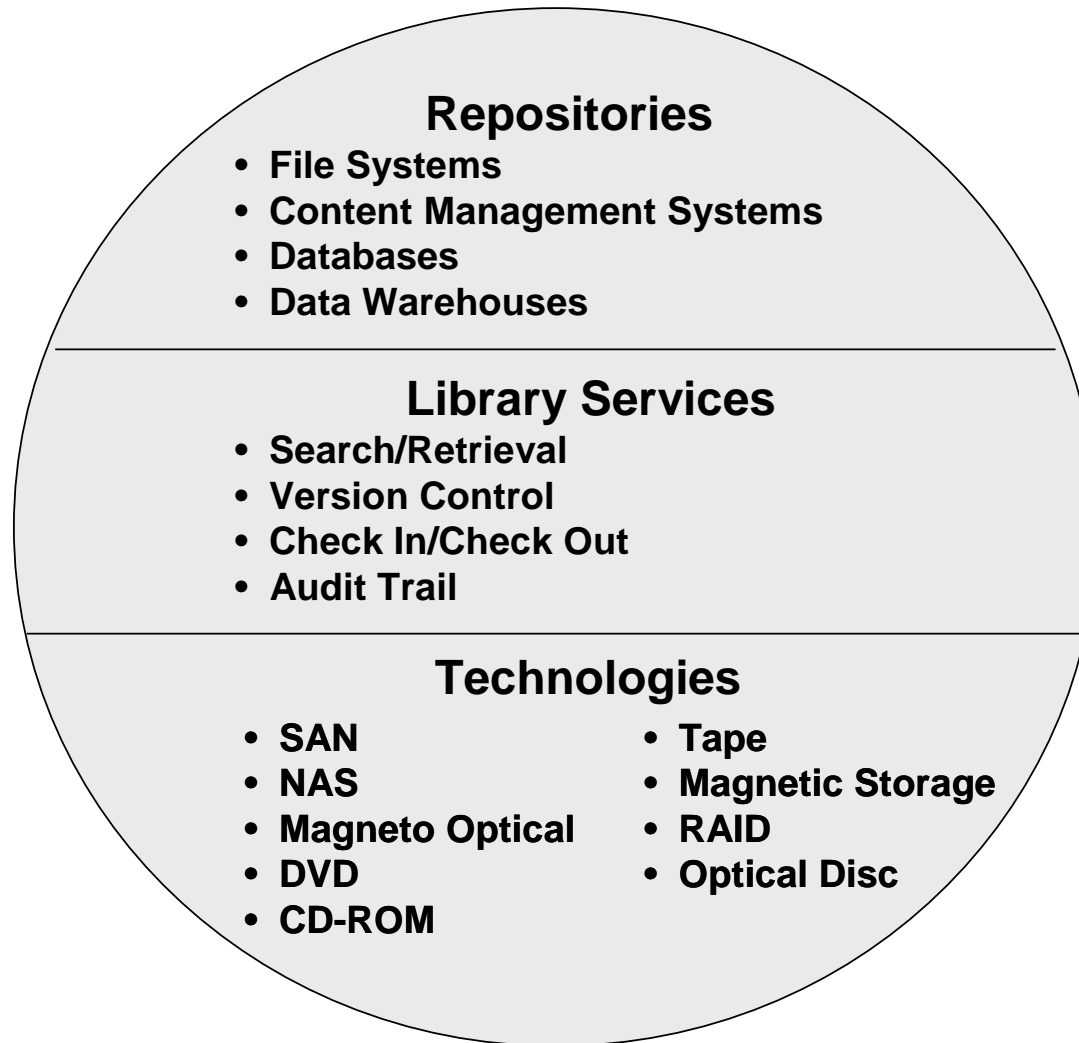 Repositories
• File Systems
• Content Management Systems
• Databases
• Data Warehouses
Library Services
• Search/Retrieval
• Version Control
• Check In/Check Out
• Audit Trail
Technologies
• SAN
• NAS
• Magneto Optical
• DVD
• CD-ROM
• Tape
• Magnetic Storage
• RAID
• Optical Disc